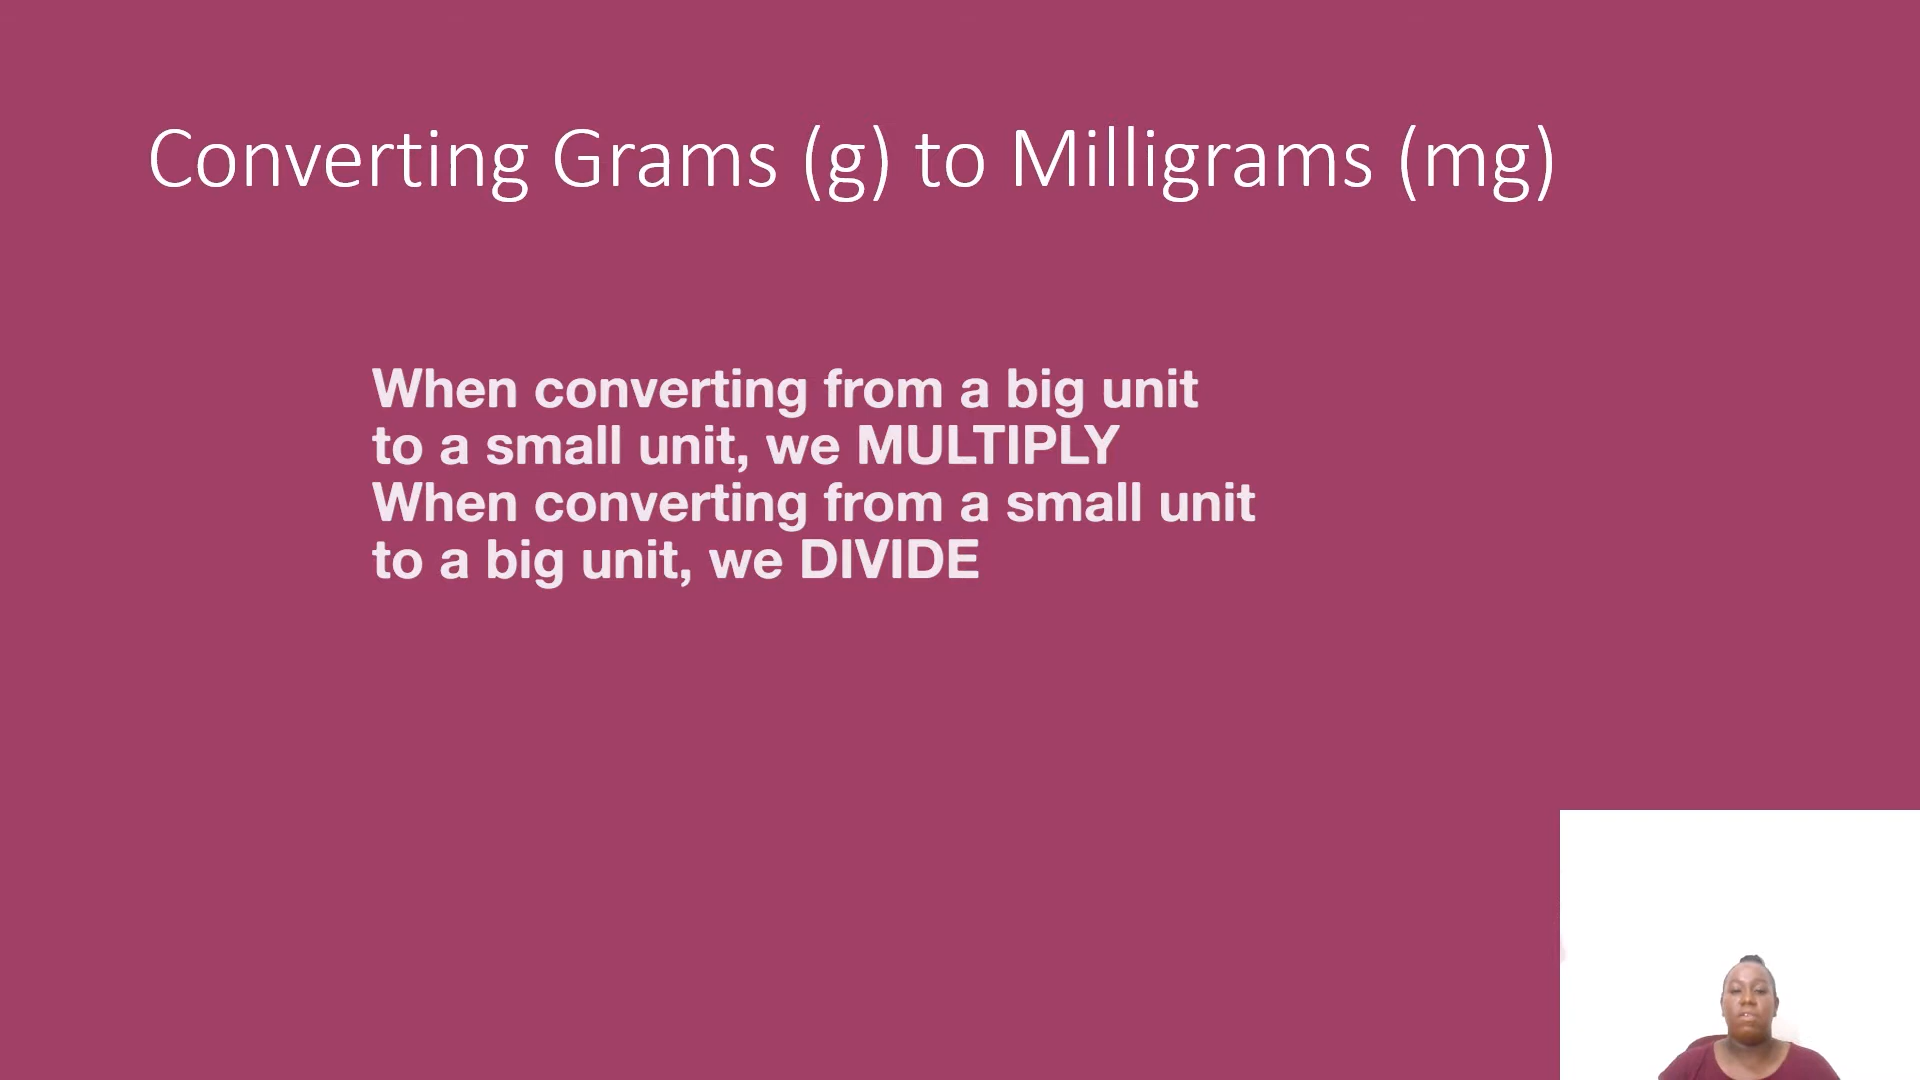 Converting Grams (g) to Milligrams (mg)
When converting from a big unit
to a small unit, we MULTIPLY
When converting from a small unit
to a big unit, we DIVIDE